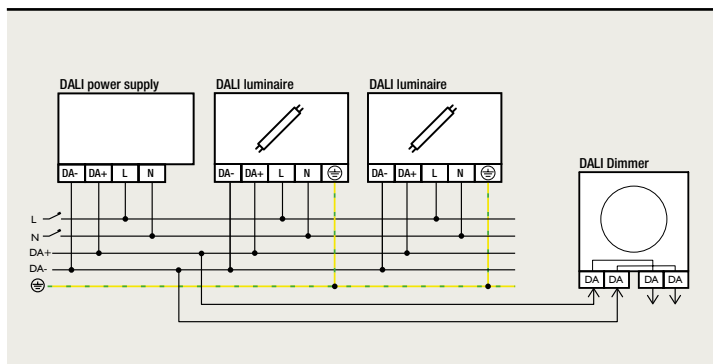 DALI power supply
DALI luminaire
DALI luminaire
DALI Dimmer
DA- DA+ L N
DA- DA+ L N
DA- DA+ L N
L
N
DA+
DA-
DA DA DA DA